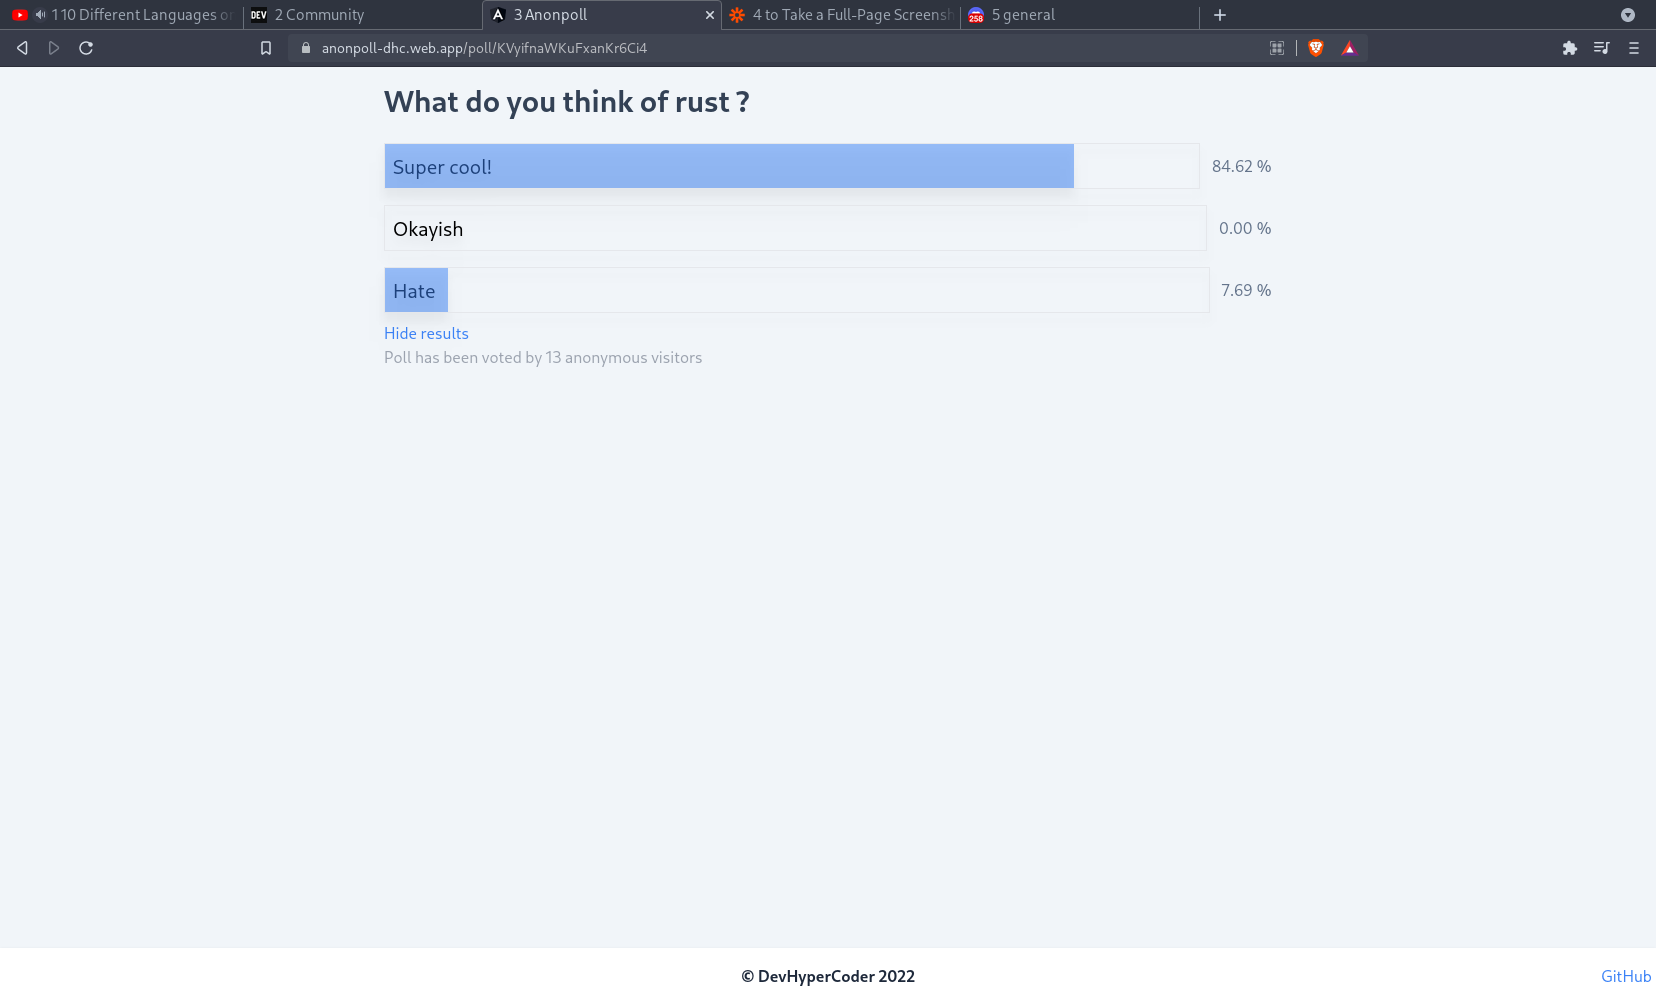 1 10 Different Languages or
DEV 2 Community
3 Anonpoll
4 to Take a Full-Page Screensh
258 5 general
anonpoll-dhc.web.app/poll/KVyifnaWKuFxanKr6Ci4
What do you think of rust ?
Super cool! 84.62 %
Okayish 0.00 %
Hate 7.69 %
Hide results
Poll has been voted by 13 anonymous visitors
© DevHyperCoder 2022
GitHub